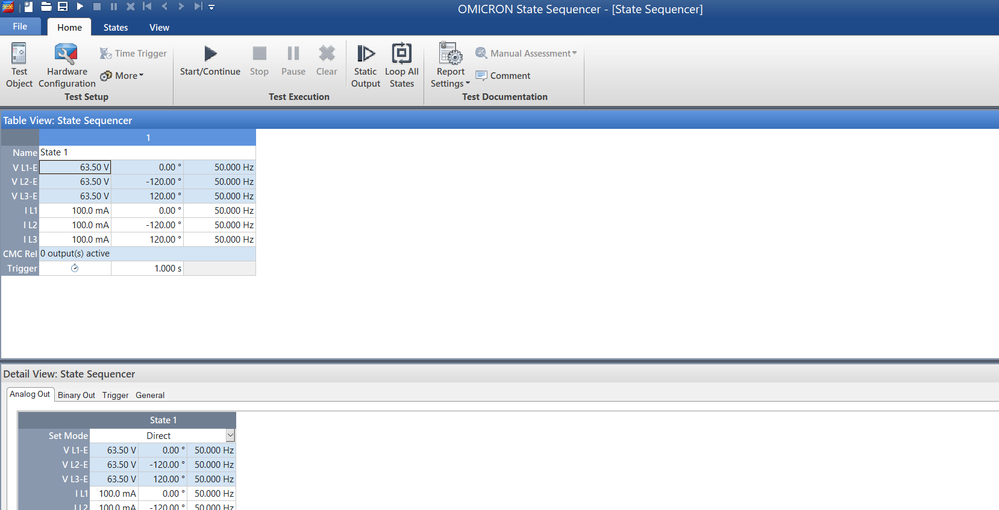 OMICRON State Sequencer - [State Sequencer]
File Home States View
Test Object
Hardware Configuration
Time Trigger
More
Test Setup
Start/Continue Stop Pause Clear
Static Output
Loop All States
Test Execution
Report Settings
Manual Assessment
Comment
Test Documentation
Table View: State Sequencer
1
Name State 1
V L1-E 63.50 V 0.00 ° 50.000 Hz
V L2-E 63.50 V -120.00 ° 50.000 Hz
V L3-E 63.50 V 120.00 ° 50.000 Hz
I L1 100.0 mA 0.00 ° 50.000 Hz
I L2 100.0 mA -120.00 ° 50.000 Hz
I L3 100.0 mA 120.00 ° 50.000 Hz
CMC Rel 0 output(s) active
Trigger 1.000 s
Detail View: State Sequencer
Analog Out Binary Out Trigger General
State 1
Set Mode Direct
V L1-E 63.50 V 0.00 ° 50.000 Hz
V L2-E 63.50 V -120.00 ° 50.000 Hz
V L3-E 63.50 V 120.00 ° 50.000 Hz
I L1 100.0 mA 0.00 ° 50.000 Hz
I L2 100.0 mA -120.00 ° 50.000 Hz